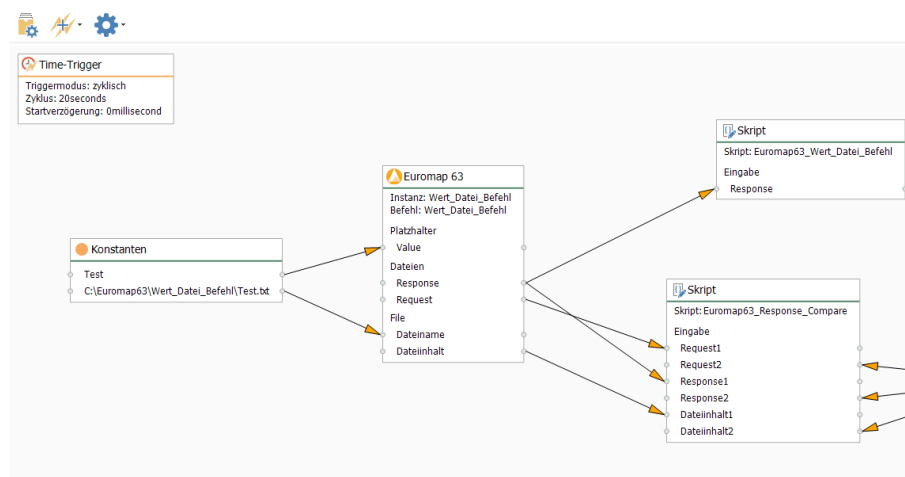 Time-Trigger
Triggermodus: zyklisch
Zyklus: 20seconds
Startverzögerung: 0millisecond
Konstanten
Test
C:\Euromap63\Wert_Datei_Befehl\Test.txt
Euromap 63
Instanz: Wert_Datei_Befehl
Befehl: Wert_Datei_Befehl
Platzhalter
Value
Dateien
Response
Request
File
Dateiname
Dateiinhalt
Skript
Skript: Euromap63_Wert_Datei_Befehl
Eingabe
Response
Skript
Skript: Euromap63_Response_Compare
Eingabe
Request1
Request2
Response1
Response2
Dateiinhalt1
Dateiinhalt2